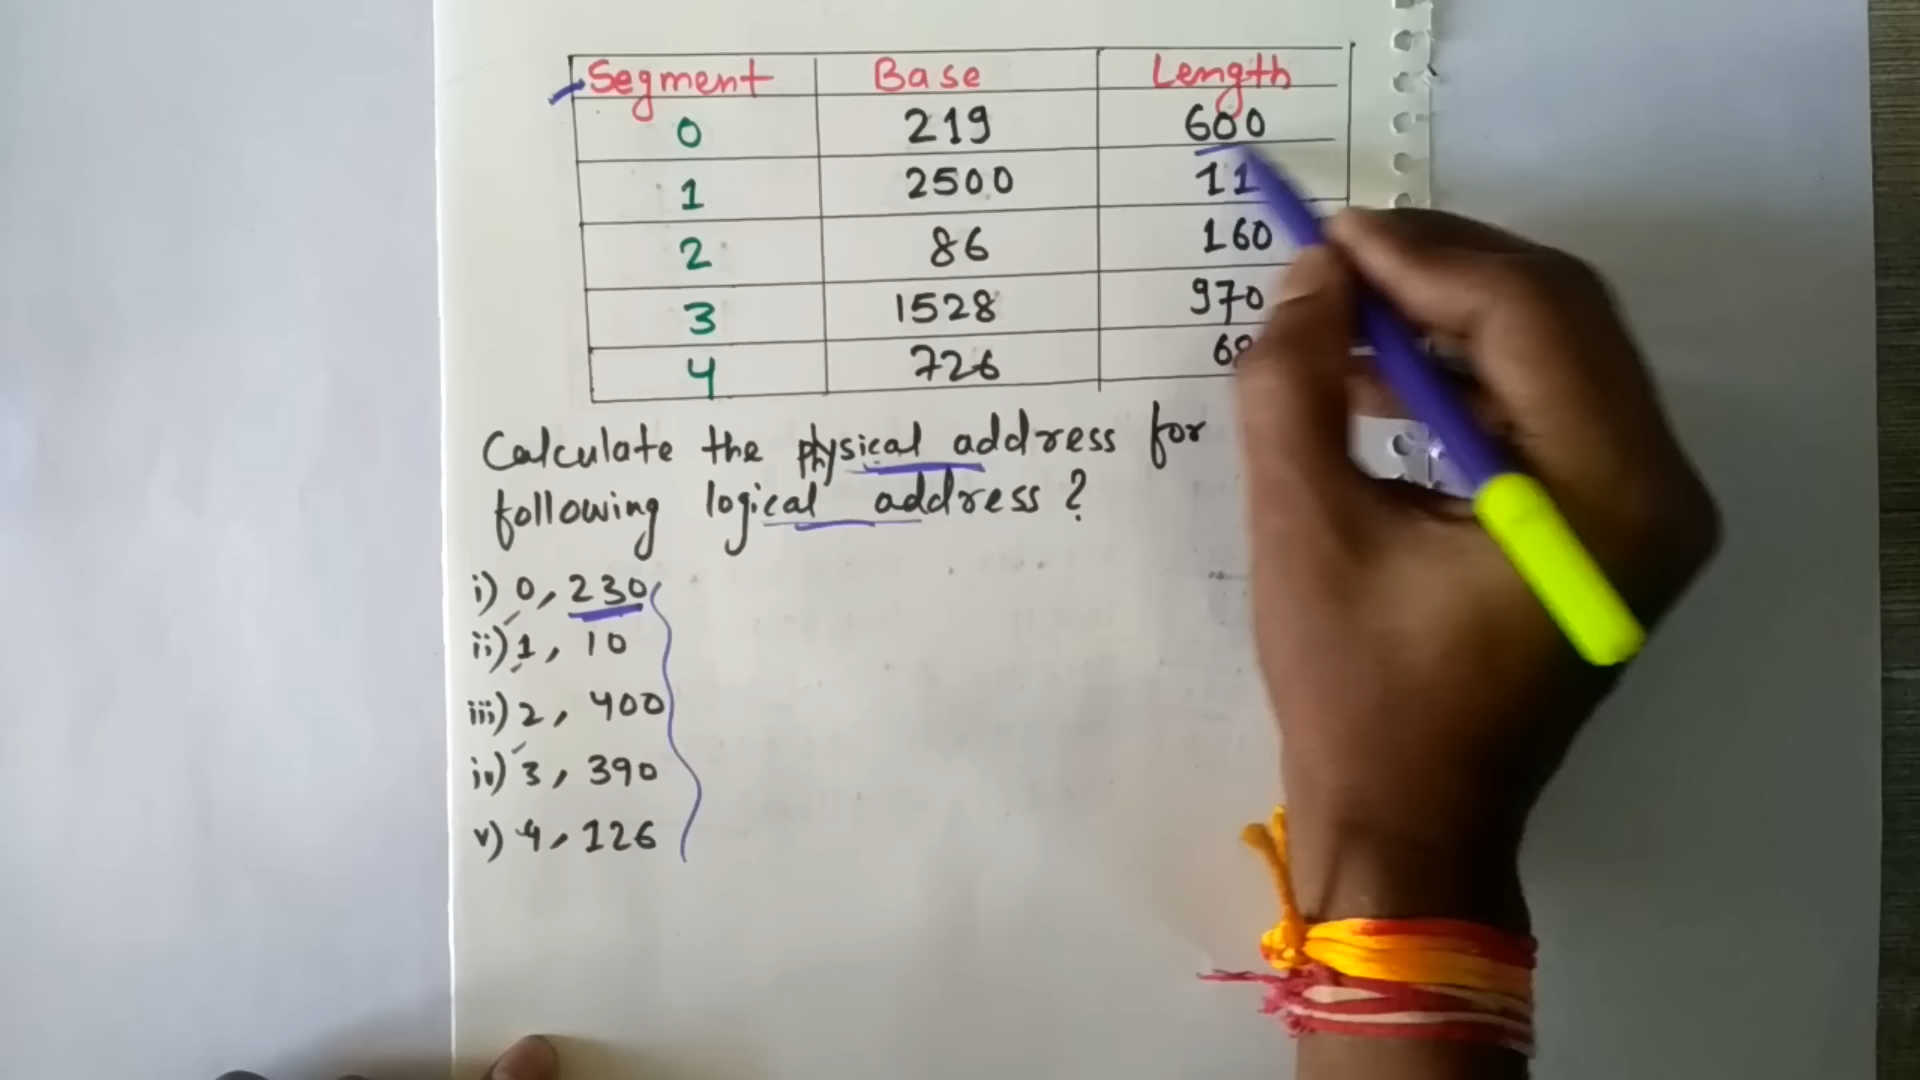 Segment Base Length
0 219 600
1 2500 11
2 86 160
3 1528 970
4 726
Calculate the physical address for
following logical address?
i) 0, 230
ii) 1, 10
iii) 2, 400
iv) 3, 390
v) 4, 126